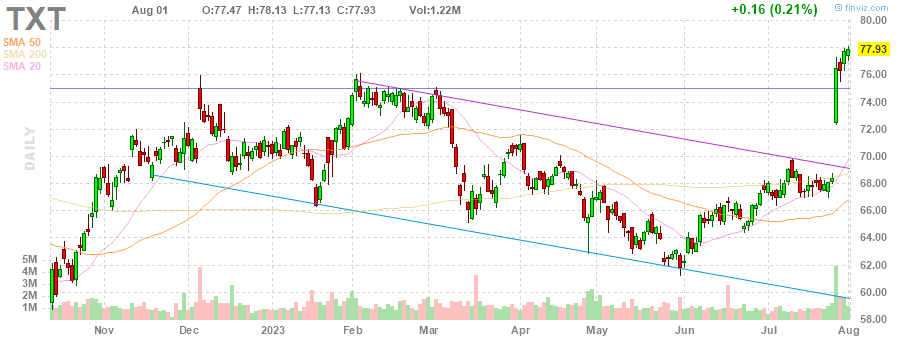 TXT Aug 01 O:77.47 H:78.13 L:77.13 C:77.93 Vol:1.22M +0.16 (0.21%) finviz.com
SMA 50
SMA 200
SMA 20
DAILY
80.00
77.93
76.00
74.00
72.00
70.00
68.00
66.00
64.00
62.00
60.00
58.00
5M
4M
3M
2M
1M
Nov Dec 2023 Feb Mar Apr May Jun Jul Aug